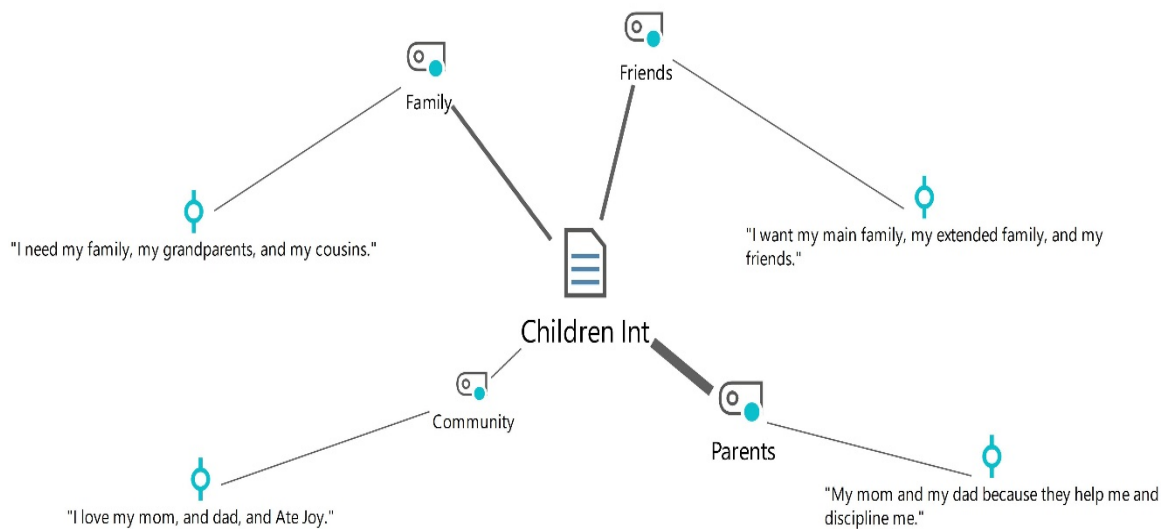 Friends
Family
"I need my family, my grandparents, and my cousins."
"I want my main family, my extended family, and my
friends."
Children Int
Community
Parents
"I love my mom, and dad, and Ate Joy."
"My mom and my dad because they help me and
discipline me."